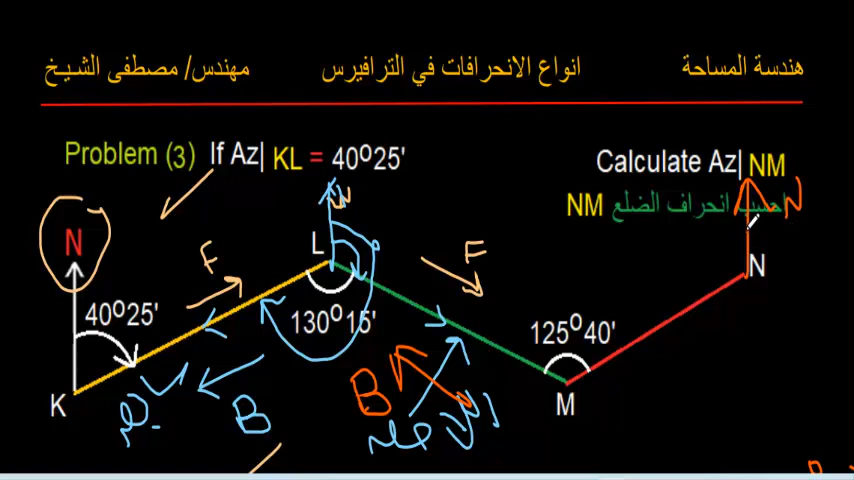 هندسة المساحة انواع الانحرافات في الترافيرس مهندس/ مصطفى الشيخ
Problem (3) If Az| KL = 40º25' Calculate Az| NM
احسب انحراف الضلع NM
N
N
N
L
N
F
F
40º25'
130º15'
125º40'
K
B
B
M